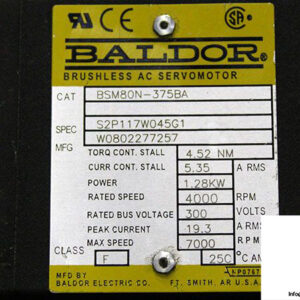 c UL us CE SA
BALDOR®
BRUSHLESS AC SERVOMOTOR
CAT BSM80N-375BA
SPEC S2P117W045G1
W0802277257
MFG
TORQ CONT. STALL 4.52 NM
CURR CONT. STALL 5.35 A RMS
POWER 1.28KW
RATED SPEED 4000 RPM
RATED BUS VOLTAGE 300 VOLTS
PEAK CURRENT 19.3 A RMS
MAX SPEED 7000 RPM
CLASS F 25C °C AM
NP0767
MFD BY
BALDOR ELECTRIC CO. FT. SMITH, AR U.S.A